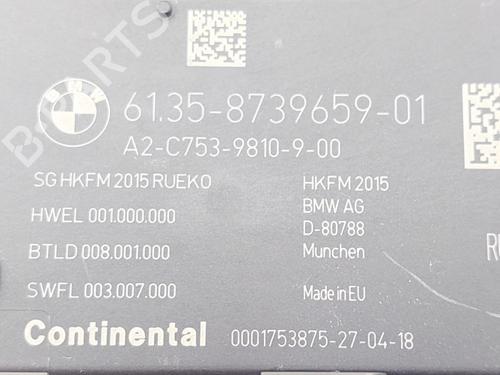 BMW
61.35-8739659-01
A2-C753-9810-9-00
SG HKFM 2015 RUEKO
HKFM 2015
HWEL 001.000.000
BMW AG
D-80788
BTLD 008.001.000
Munchen
SWFL 003.007.000
Made in EU
Continental 0001753875-27-04-18